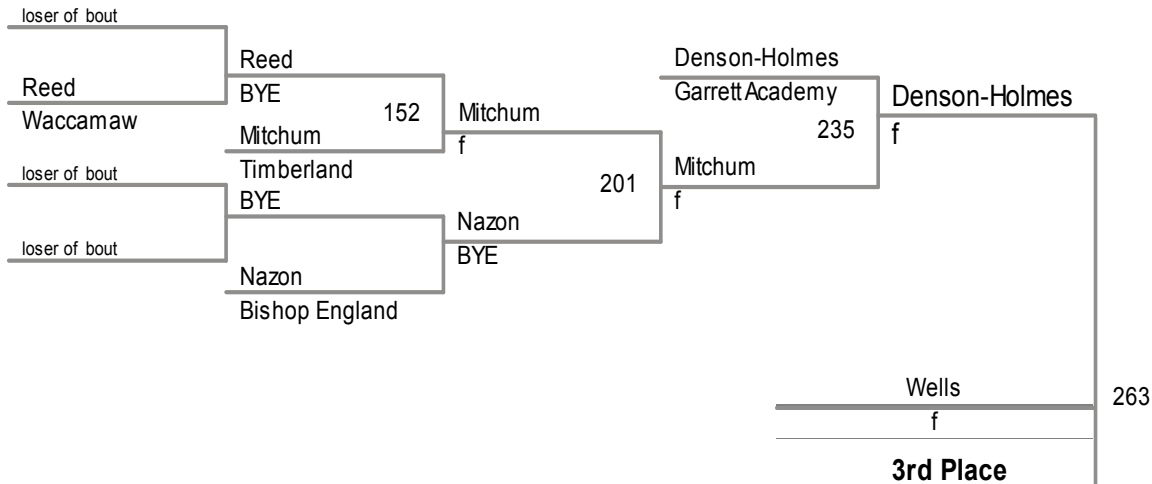 loser of bout
Reed
Waccamaw
loser of bout
loser of bout
Reed
BYE
152
Mitchum
Timberland
BYE
Nazon
Bishop England
Mitchum
f
201
Nazon
BYE
Denson-Holmes
Garrett Academy
235
Mitchum
f
Denson-Holmes
f
Wells
f
263
3rd Place